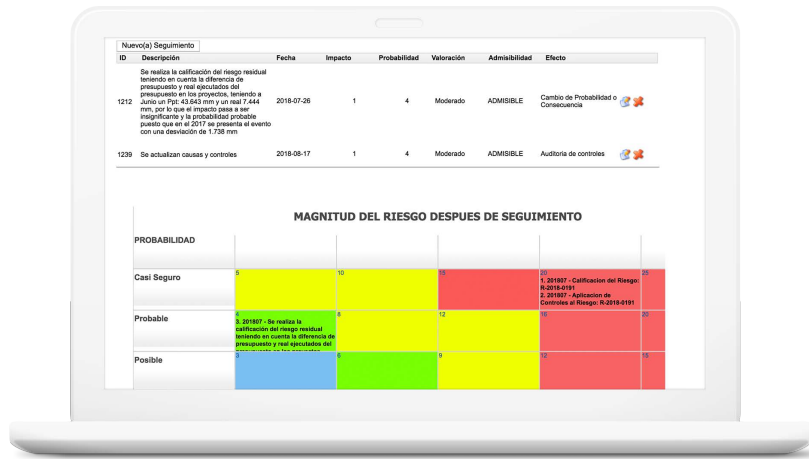 Nuevo(a) Seguimiento
ID Descripción Fecha Impacto Probabilidad Valoración Admisibilidad Efecto
Se realiza la calificación del riesgo residual
teniendo en cuenta la diferencia de
presupuesto y real ejecutados del
presupuesto en los proyectos, teniendo a
Junio un Ppt: 43.643 mm y un real 7.444
mm, por lo que el impacto pasa a ser
insignificante y la probabilidad probable
puesto que en el 2017 se presenta el evento
con una desviación de 1.738 mm
1212 2018-07-26 1 4 Moderado ADMISIBLE Cambio de Probabilidad o
Consecuencia
1239 Se actualizan causas y controles 2018-08-17 1 4 Moderado ADMISIBLE Auditoria de controles
MAGNITUD DEL RIESGO DESPUES DE SEGUIMIENTO
PROBABILIDAD
Casi Seguro 5 10 15 20 25
1. 201807 - Calificacion del Riesgo:
R-2018-0191
2. 201807 - Aplicacion de
Controles al Riesgo: R-2018-0191
Probable 4 8 12 16 20
3. 201807 - Se realiza la
calificación del riesgo residual
teniendo en cuenta la diferencia de
presupuesto y real ejecutados del
Posible 3 6 9 12 15